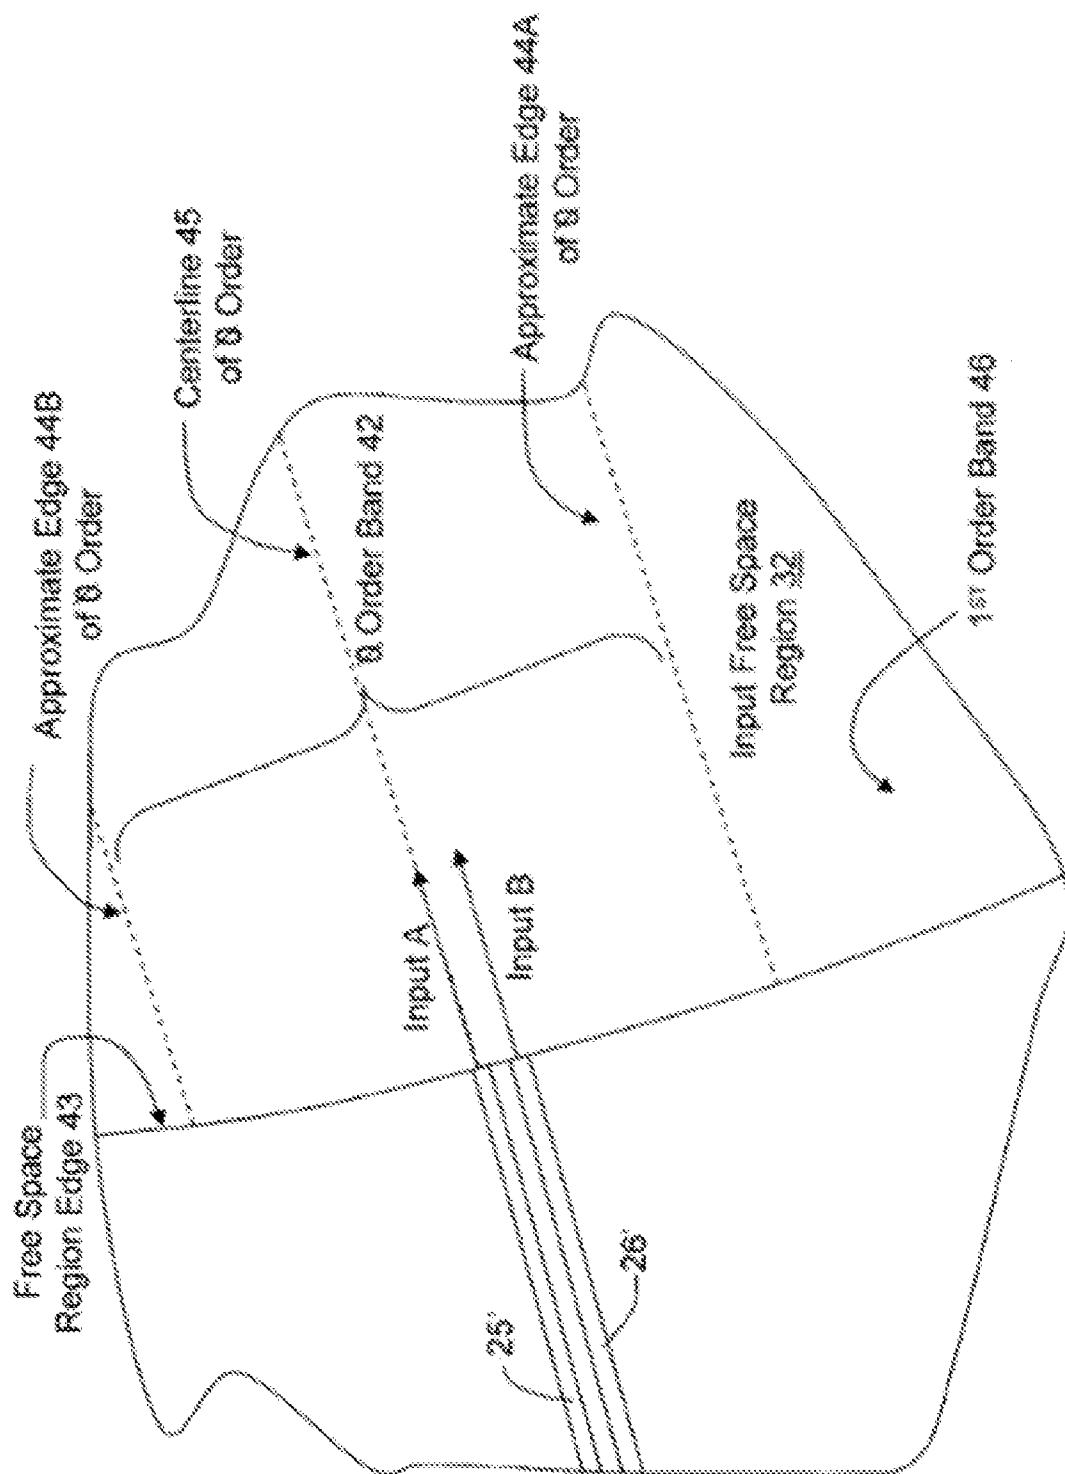 Free Space
Region Edge 43
Approximate Edge 44B
of 0 Order
Centerline 45
of 0 Order
Approximate Edge 44A
of 0 Order
0 Order Band 42
Input A
Input B
Input Free Space
Region 32
1ST Order Band 46
25'
26'